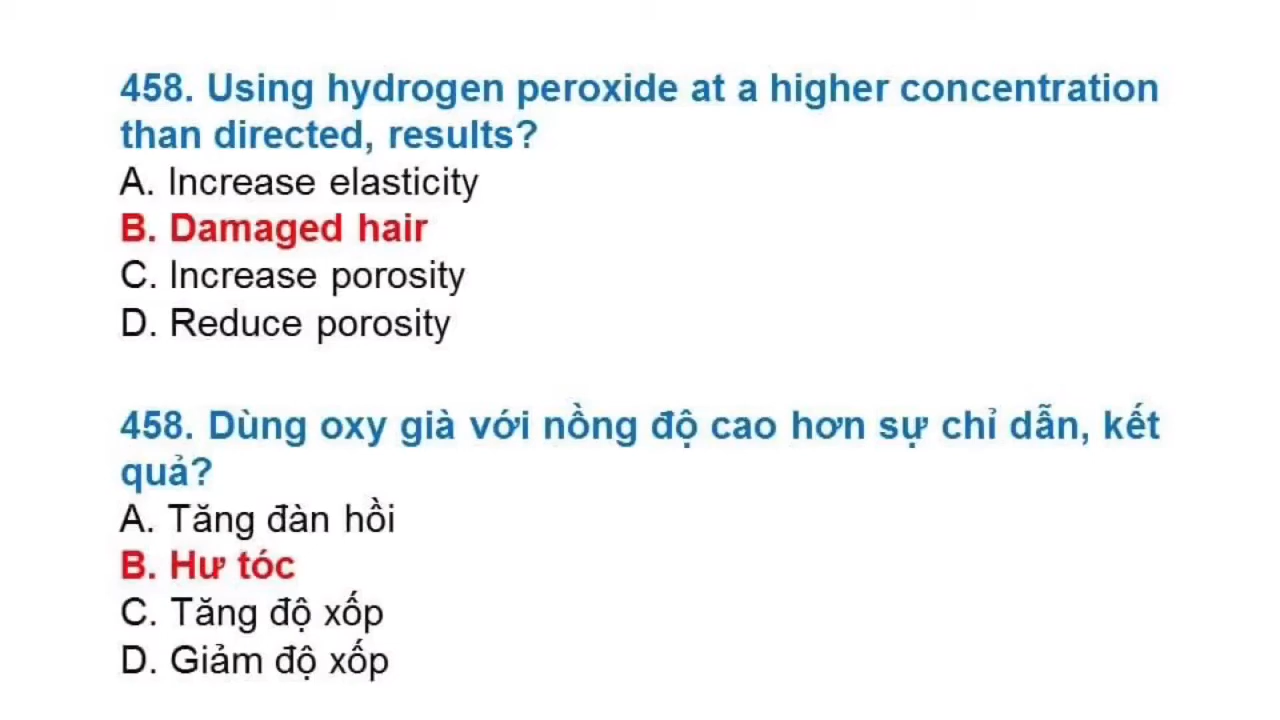 458. Using hydrogen peroxide at a higher concentration
than directed, results?
A. Increase elasticity
B. Damaged hair
C. Increase porosity
D. Reduce porosity
458. Dùng oxy già với nồng độ cao hơn sự chỉ dẫn, kết
quả?
A. Tăng đàn hồi
B. Hư tóc
C. Tăng độ xốp
D. Giảm độ xốp